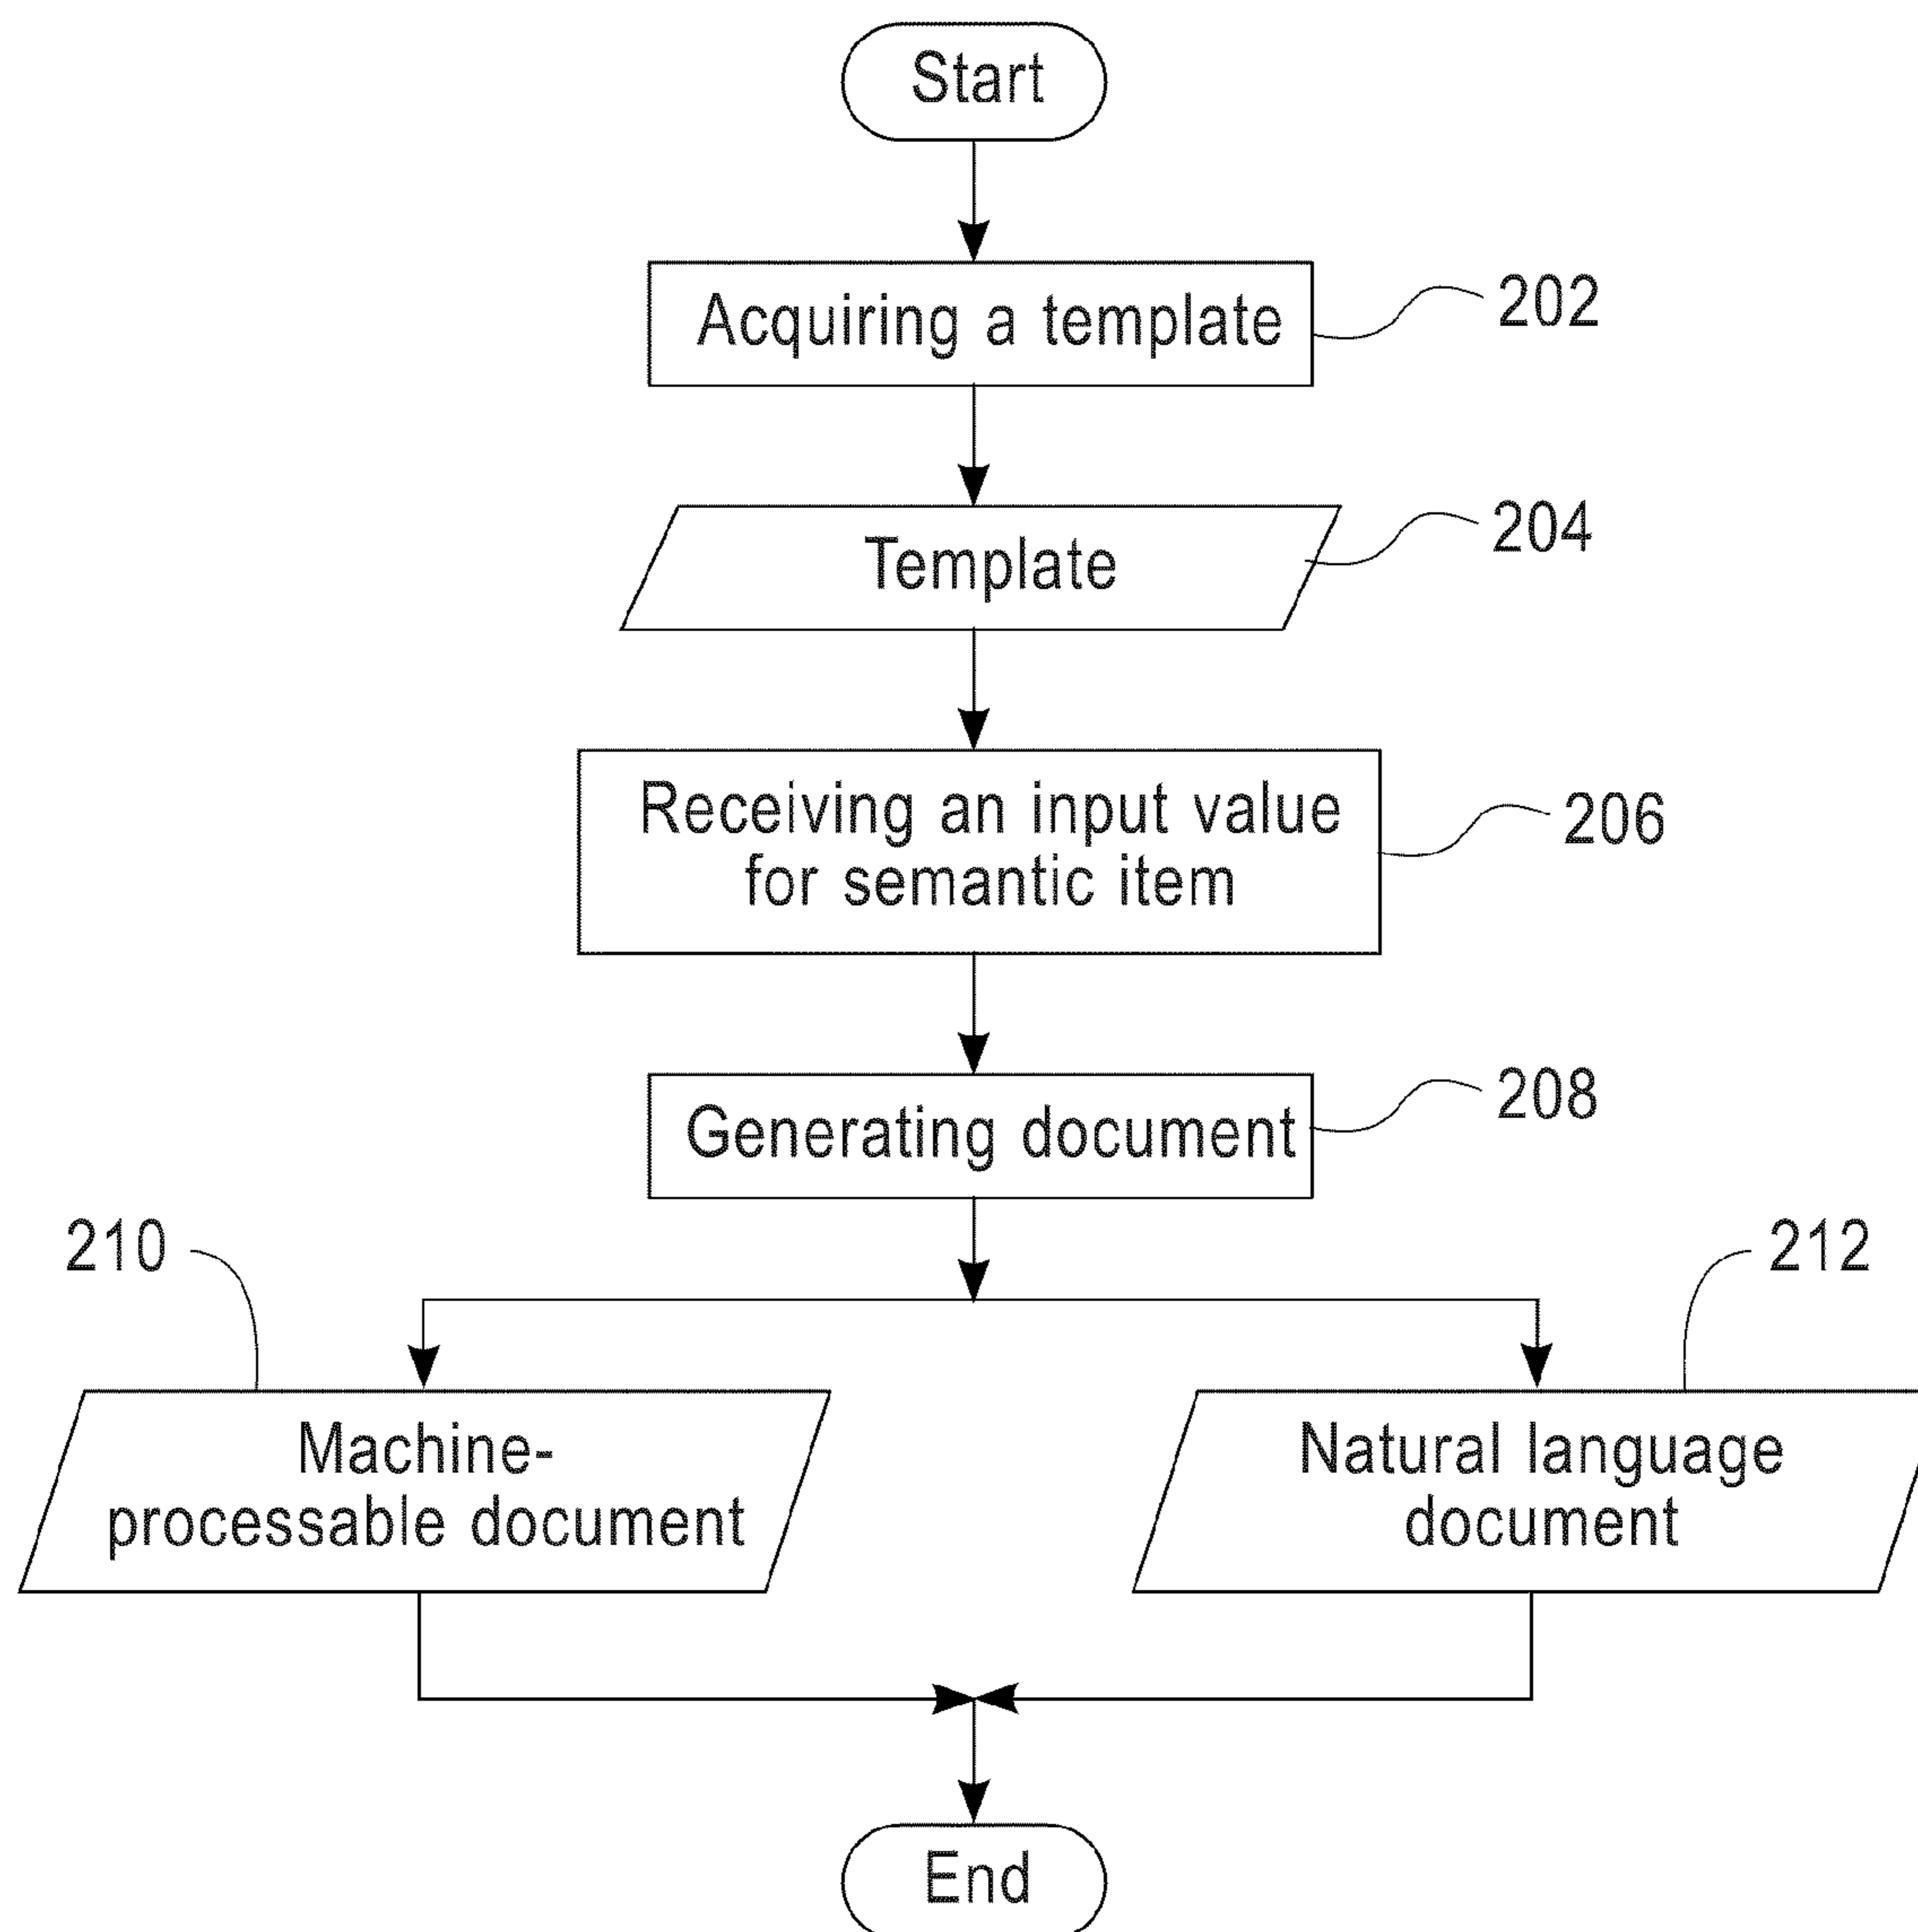 Start
Acquiring a template
202
Template
204
Receiving an input value
for semantic item
206
Generating document
208
210
212
Machine-
processable document
Natural language
document
End